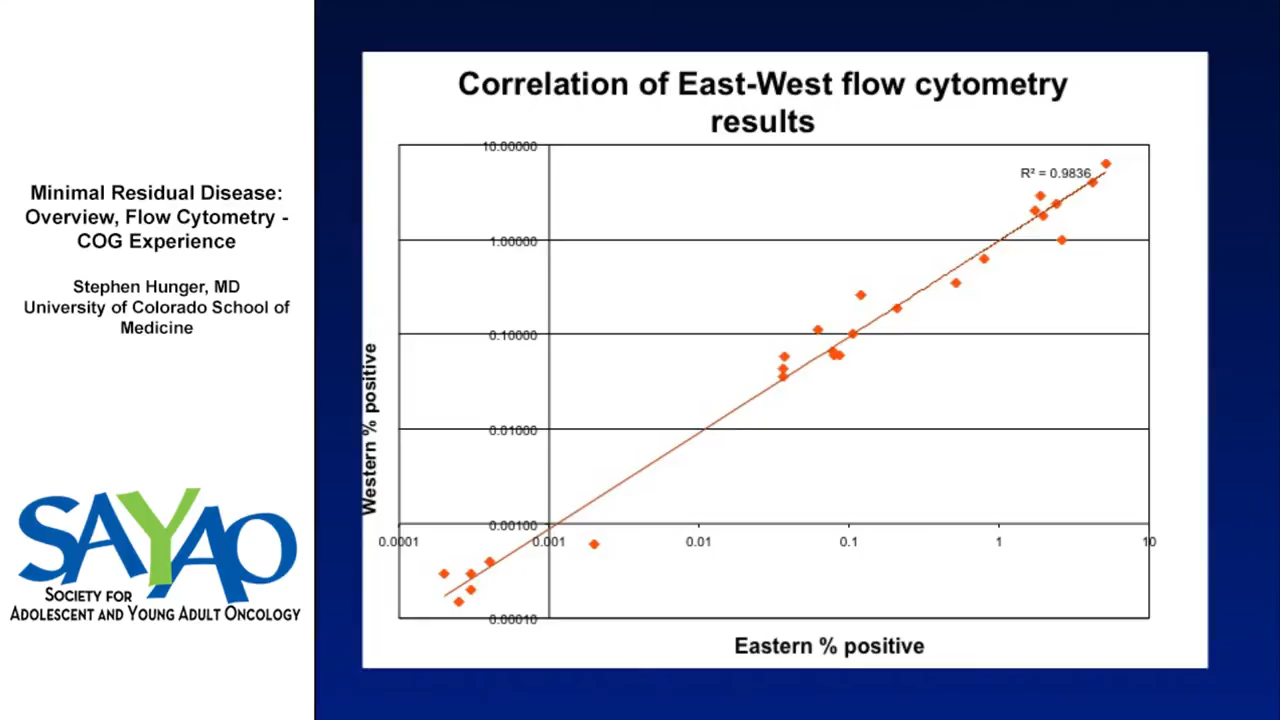 Minimal Residual Disease:
Overview, Flow Cytometry -
COG Experience
Stephen Hunger, MD
University of Colorado School of
Medicine
SAYAO
SOCIETY FOR
ADOLESCENT AND YOUNG ADULT ONCOLOGY
Correlation of East-West flow cytometry
results
10.00000
R² = 0.9836
1.00000
0.10000
0.01000
0.00100
0.00010
Western % positive
0.0001 0.001 0.01 0.1 1 10
Eastern % positive